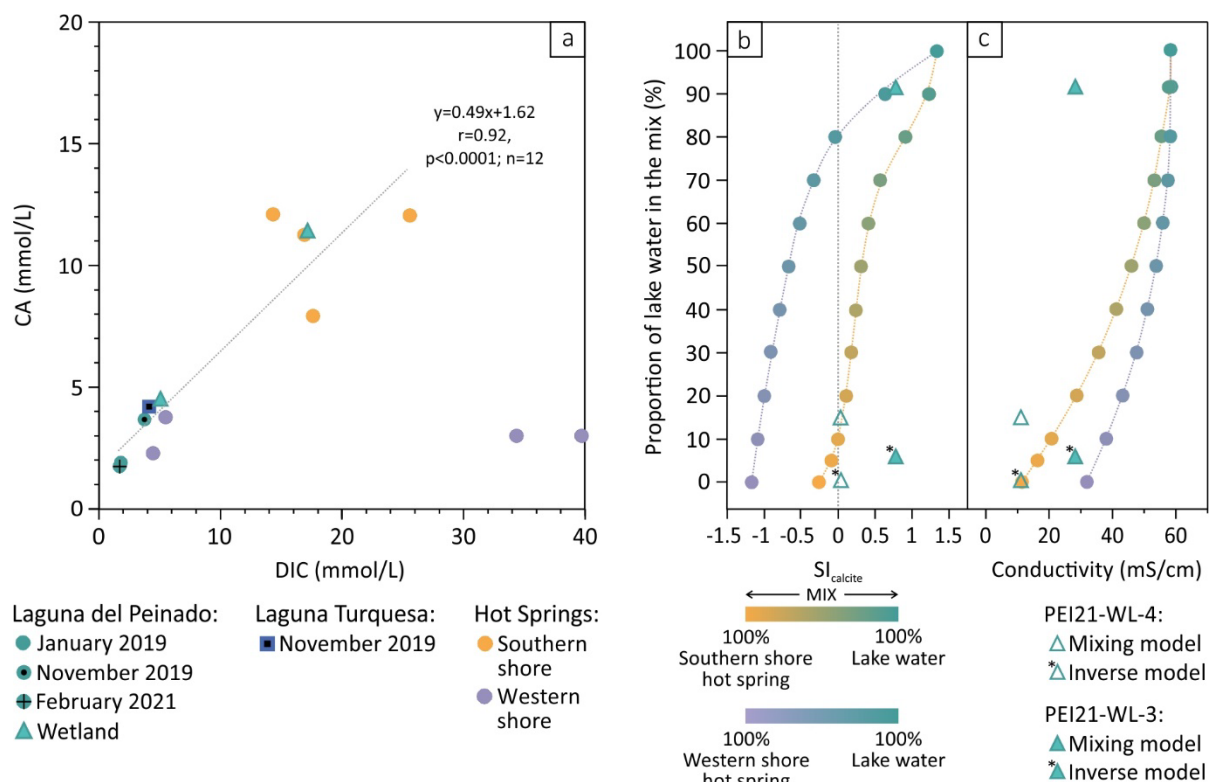 20
15
10
5
0
CA (mmol/L)
0
10
20
30
40
DIC (mmol/L)
a
y=0.49x+1.62
r=0.92,
p<0.0001; n=12
b
c
Proportion of lake water in the mix (%)
100
90
80
70
60
50
40
30
20
10
0
*
*
*
*
-1.5
-1
-0.5
0
0.5
1
1.5
SIcalcite
0
20
40
60
Conductivity (mS/cm)
Laguna del Peinado:
January 2019
November 2019
February 2021
Wetland
Laguna Turquesa:
November 2019
Hot Springs:
Southern
shore
Western
shore
MIX
100%
Southern shore
hot spring
100%
Lake water
100%
Western shore
hot spring
100%
Lake water
PEI21-WL-4:
Mixing model
* Inverse model
PEI21-WL-3:
Mixing model
* Inverse model